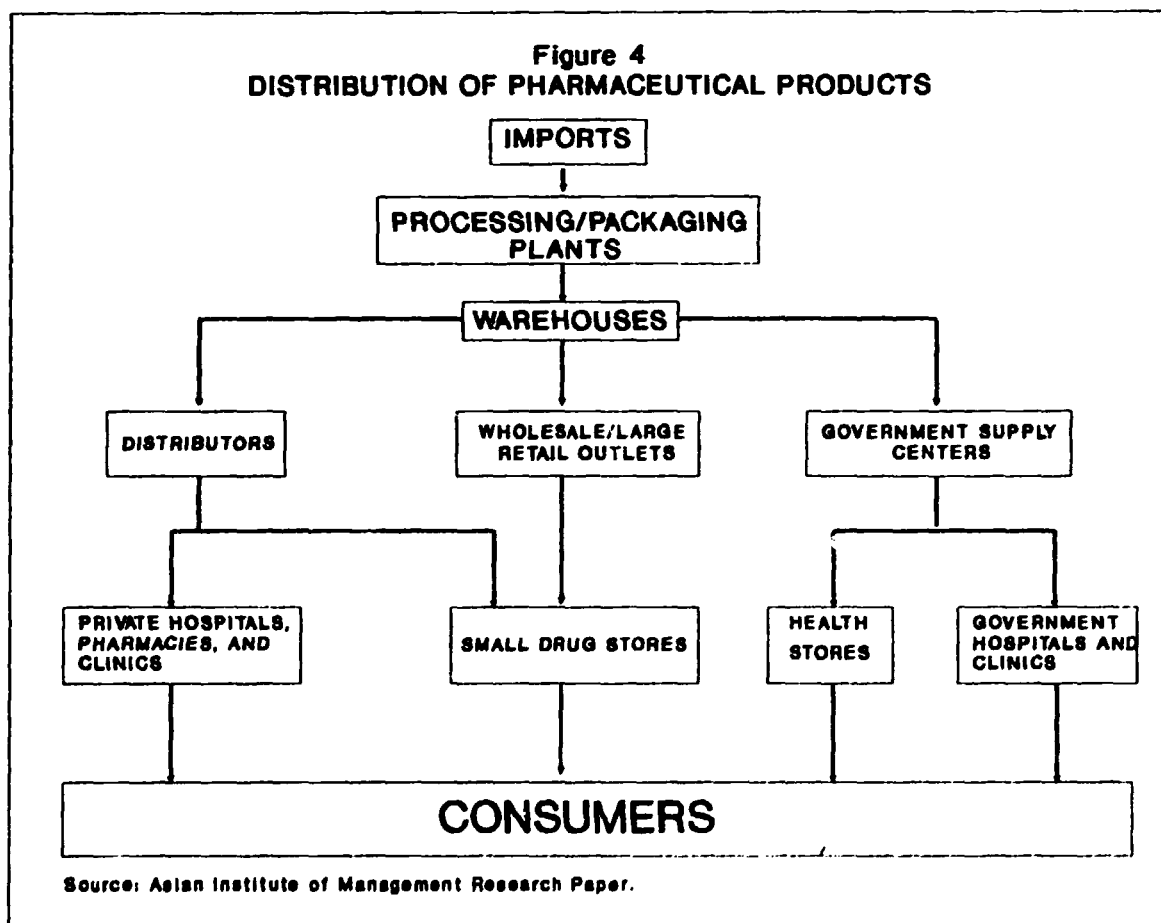 Figure 4
DISTRIBUTION OF PHARMACEUTICAL PRODUCTS
IMPORTS
PROCESSING/PACKAGING
PLANTS
WAREHOUSES
DISTRIBUTORS
WHOLESALE/LARGE
RETAIL OUTLETS
GOVERNMENT SUPPLY
CENTERS
PRIVATE HOSPITALS,
PHARMACIES, AND
CLINICS
SMALL DRUG STORES
HEALTH
STORES
GOVERNMENT
HOSPITALS AND
CLINICS
CONSUMERS
Source: Asian Institute of Management Research Paper.